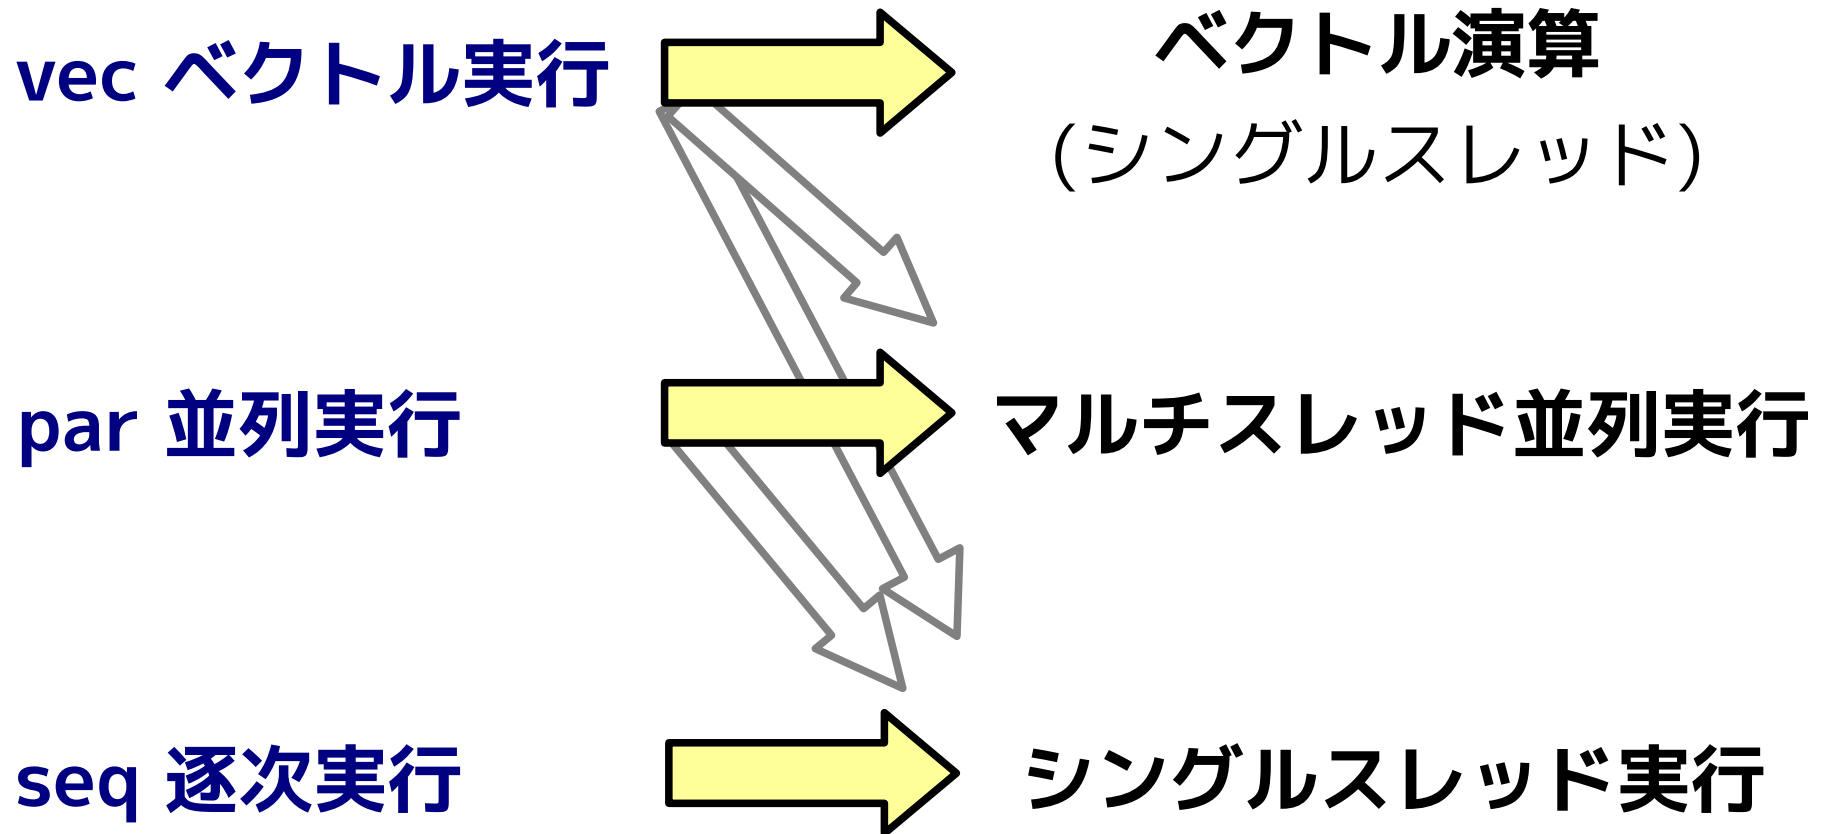 vec ベクトル実行
ベクトル演算
(シングルスレッド)
par 並列実行
マルチスレッド並列実行
seq 逐次実行
シングルスレッド実行